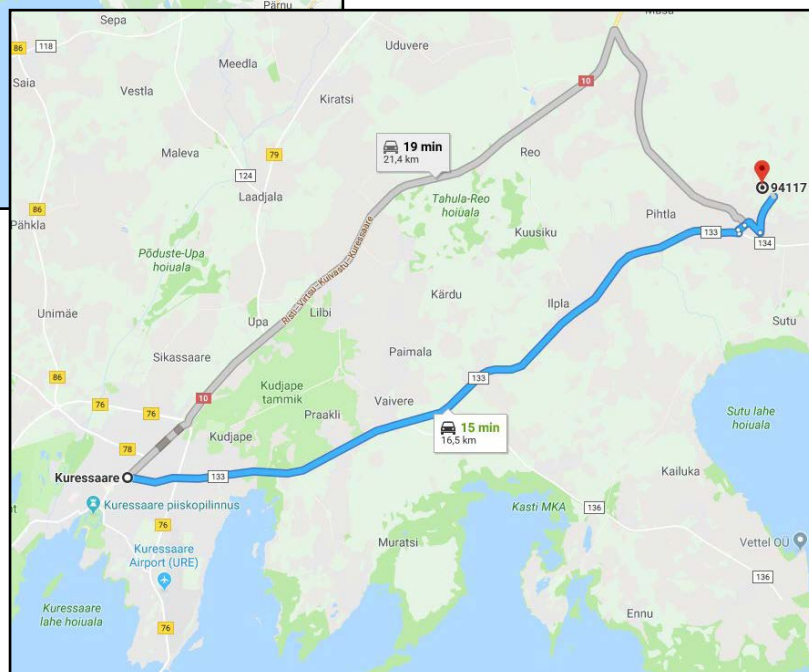 Pärnu
Sepa
Masa
86
118
Uduvere
Meedla
10
Saia
Vestla
Kiratsi
19 min
21,4 km
Reo
Maleva
79
124
Laadjala
94117
Tahula-Reo
hoiuala
Pihtla
86
Pähkla
Kuusiku
133
134
Põduste-Upa
hoiuala
Risti–Virtsu–Kuivastu–Kuressaare
Kärdu
Ilpla
Unimäe
Upa
Lilbi
Sutu
Sikassaare
Paimala
86
133
Kudjape
tammik
10
76
76
Praakli
Vaivere
Sutu lahe
hoiuala
15 min
16,5 km
78
Kudjape
Kuressaare
133
Kailuka
Kuressaare piiskopilinnus
Kasti MKA
136
76
Muratsi
Vettel OÜ
Kuressaare
Airport (URE)
136
Kuressaare
lahe hoiuala
Ennu
76